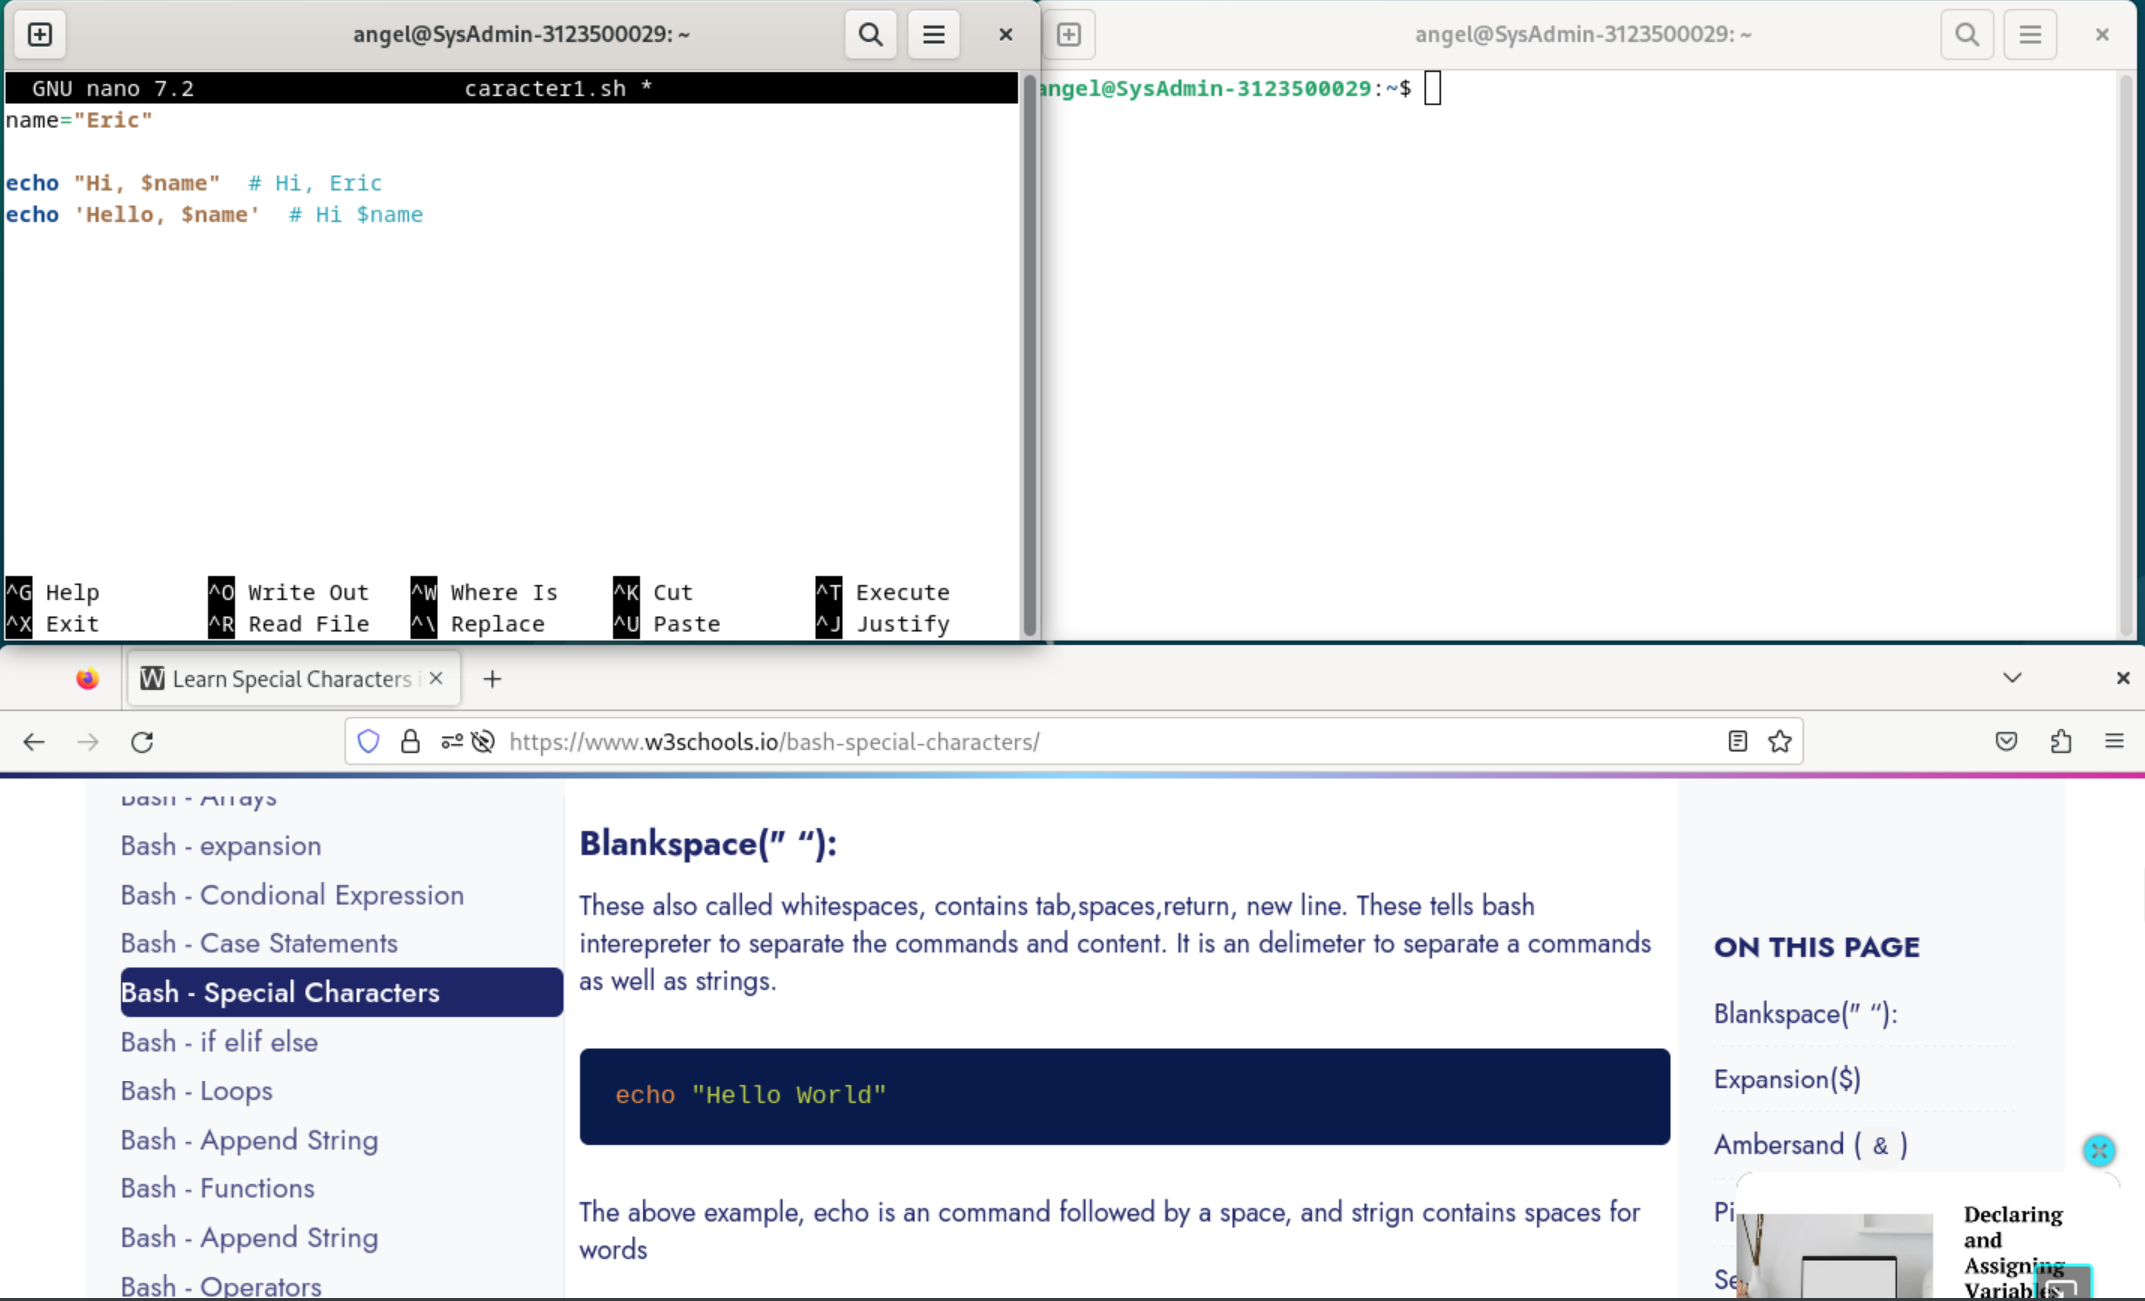 angel@SysAdmin-3123500029: ~
GNU nano 7.2 caracter1.sh *
name="Eric"
echo "Hi, $name" # Hi, Eric
echo 'Hello, $name' # Hi $name
^G Help ^O Write Out ^W Where Is ^K Cut ^T Execute
^X Exit ^R Read File ^\ Replace ^U Paste ^J Justify
angel@SysAdmin-3123500029: ~
angel@SysAdmin-3123500029:~$
Learn Special Characters
https://www.w3schools.io/bash-special-characters/
Bash - Arrays
Bash - expansion
Bash - Condional Expression
Bash - Case Statements
Bash - Special Characters
Bash - if elif else
Bash - Loops
Bash - Append String
Bash - Functions
Bash - Append String
Bash - Operators
Blankspace(" “):
These also called whitespaces, contains tab,spaces,return, new line. These tells bash
interepreter to separate the commands and content. It is an delimeter to separate a commands
as well as strings.
echo "Hello World"
The above example, echo is an command followed by a space, and strign contains spaces for
words
ON THIS PAGE
Blankspace(" “):
Expansion($)
Ambersand ( & )
Declaring
and
Assigning
Variables